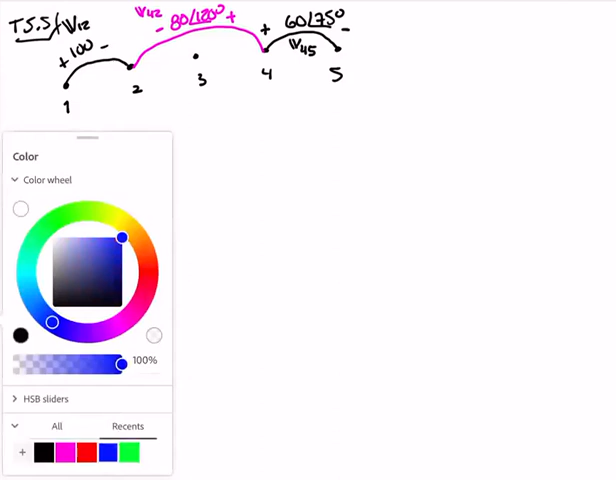 T.S.S / V12
+ 100 -
V42
- 80/120° +
+ 60/75° -
V45
1
2
3
4
5
Color
Color wheel
100%
HSB sliders
All
Recents
+